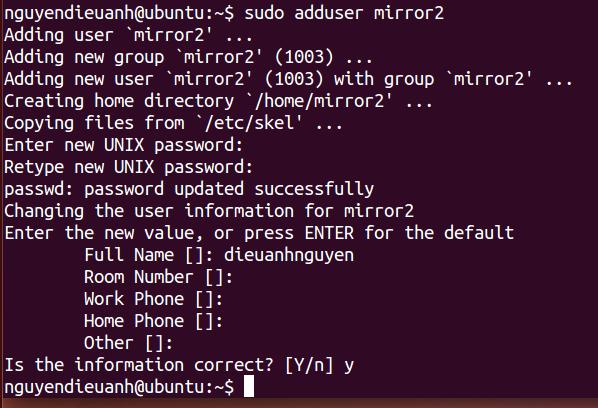 nguyendieuanh@ubuntu:~$ sudo adduser mirror2
Adding user `mirror2' ...
Adding new group `mirror2' (1003) ...
Adding new user `mirror2' (1003) with group `mirror2' ...
Creating home directory `/home/mirror2' ...
Copying files from `/etc/skel' ...
Enter new UNIX password:
Retype new UNIX password:
passwd: password updated successfully
Changing the user information for mirror2
Enter the new value, or press ENTER for the default
        Full Name []: dieuanhnguyen
        Room Number []:
        Work Phone []:
        Home Phone []:
        Other []:
Is the information correct? [Y/n] y
nguyendieuanh@ubuntu:~$